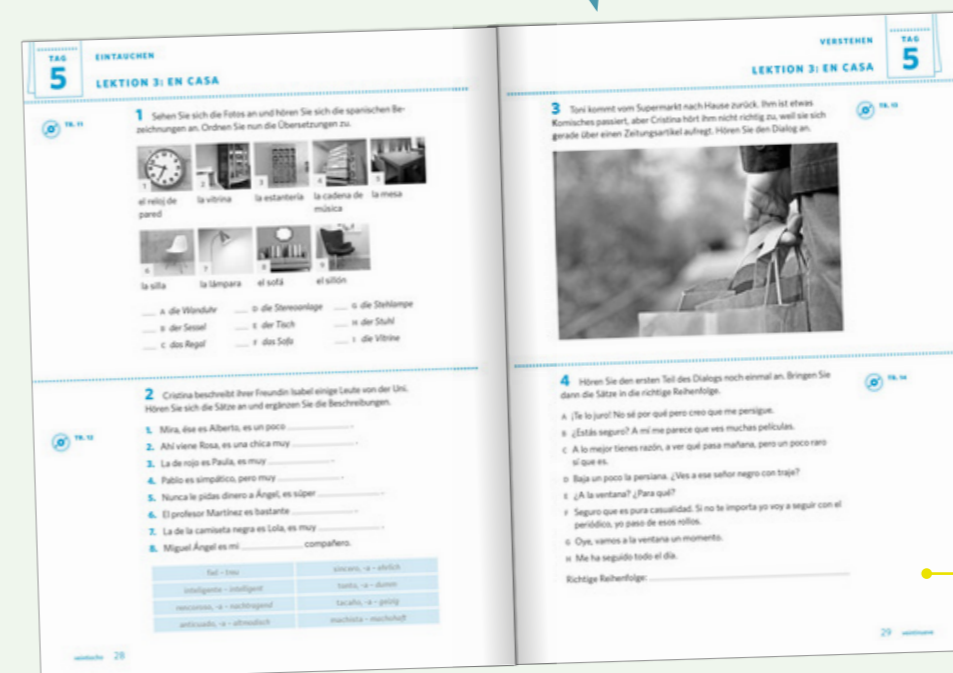 TAG
5
EINTAUCHEN
LEKTION 3: EN CASA
TR. 11
1 Sehen Sie sich die Fotos an und hören Sie sich die spanischen Be-
zeichnungen an. Ordnen Sie nun die Übersetzungen zu.
1 2 3 4 5
el reloj de pared
la vitrina
la estantería
la cadena de música
la mesa
6 7 8 9
la silla
la lámpara
el sofá
el sillón
A die Wanduhr
D die Stereoanlage
G die Stehlampe
B der Sessel
E der Tisch
H der Stuhl
C das Regal
F das Sofa
I die Vitrine
2 Cristina beschreibt ihrer Freundin Isabel einige Leute von der Uni.
Hören Sie sich die Sätze an und ergänzen Sie die Beschreibungen.
TR. 12
1. Mira, ése es Alberto, es un poco .
2. Ahí viene Rosa, es una chica muy .
3. La de rojo es Paula, es muy .
4. Pablo es simpático, pero muy .
5. Nunca le pidas dinero a Ángel, es súper .
6. El profesor Martínez es bastante .
7. La de la camiseta negra es Lola, es muy .
8. Miguel Ángel es mi compañero.
sincero, -a – ehrlich
inteligente – intelligent
tonto, -a – dumm
rencoroso, -a – nachtragend
tacaño, -a – geizig
anticuado, -a – altmodisch
machista – machohaft
veintiocho 28
VERSTEHEN
LEKTION 3: EN CASA
TAG
5
3 Toni kommt vom Supermarkt nach Hause zurück. Ihm ist etwas
Komisches passiert, aber Cristina hört ihm nicht richtig zu, weil sie sich
gerade über einen Zeitungsartikel aufregt. Hören Sie den Dialog an.
4 Hören Sie den ersten Teil des Dialogs noch einmal an. Bringen Sie
dann die Sätze in die richtige Reihenfolge.
A ¡Te lo juro! No sé por qué pero creo que me persigue.
B ¿Estás seguro? A mí me parece que ves muchas películas.
C A lo mejor tienes razón, a ver qué pasa mañana, pero un poco raro
sí que es.
D Baja un poco la persiana. ¿Ves a ese señor negro con traje?
E ¿A la ventana? ¿Para qué?
F Seguro que es pura casualidad. Si no te importa yo voy a seguir con el
periódico, yo paso de esos rollos.
G Oye, vamos a la ventana un momento.
H Me ha seguido todo el día.
Richtige Reihenfolge:
29 veintinueve